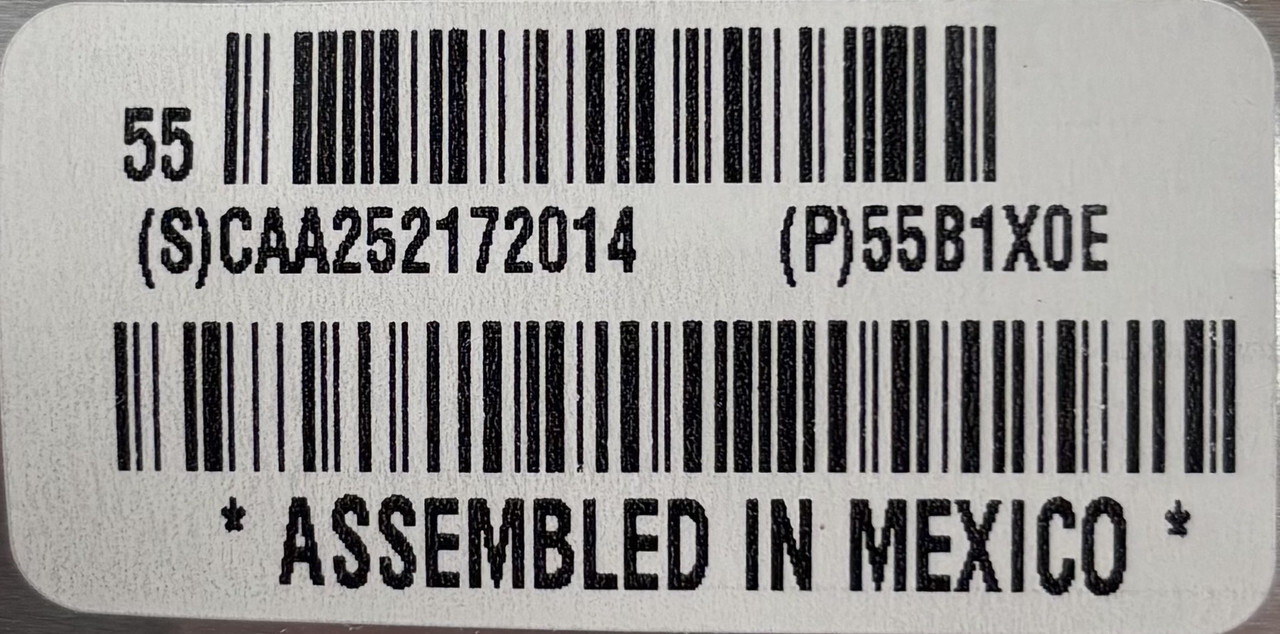 55
(S)CAA252172014 (P)55B1X0E
* ASSEMBLED IN MEXICO *